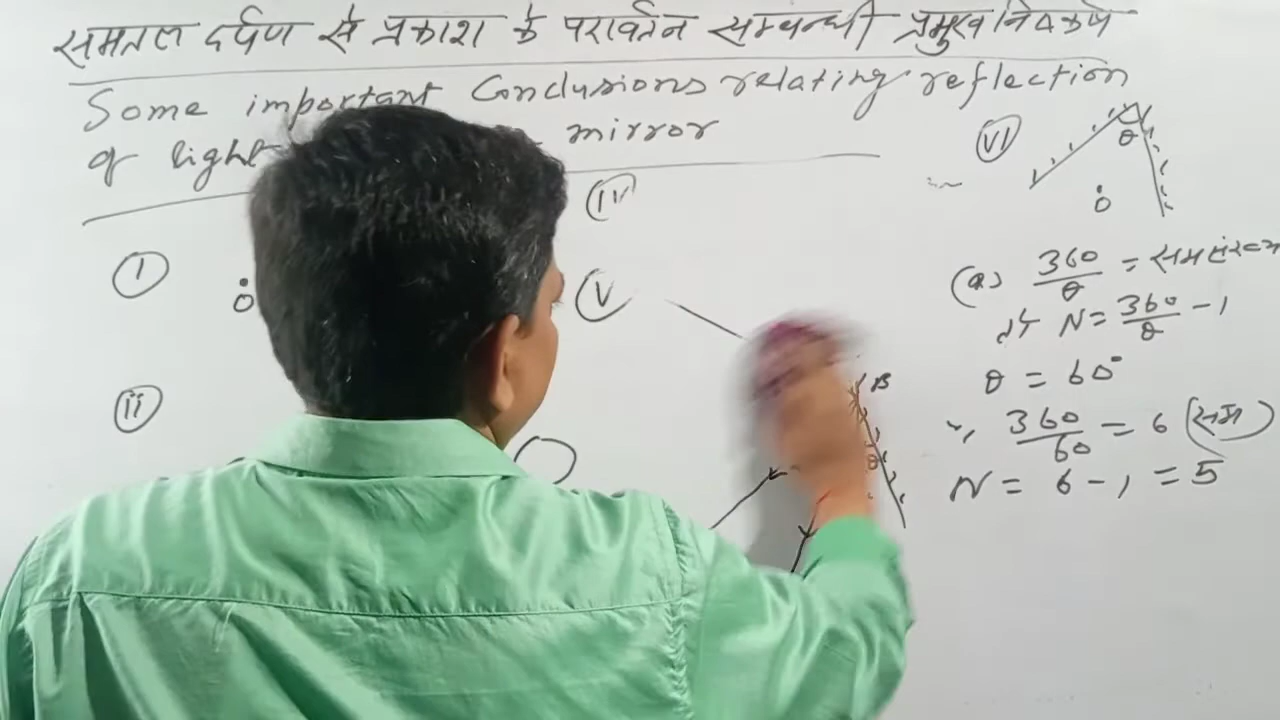 समतल दर्पण से प्रकाश के परावर्तन सम्बन्धी प्रमुख निष्कर्ष
Some important Conclusions relating reflection
of light mirror
(I)
O
(ii)
(IV)
(V)
B
θ
(VI)
θ
O
(a) 360/θ = समसंख्या
तो N = 360/θ - 1
θ = 60°
∵ 360/60 = 6 (सम)
N = 6 - 1 = 5